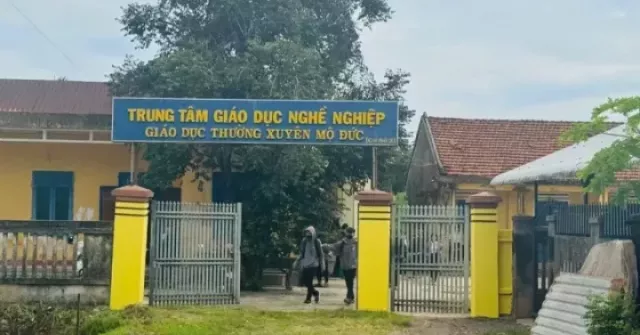 TRUNG TÂM GIÁO DỤC NGHỀ NGHIỆP
GIÁO DỤC THƯỜNG XUYÊN MỘ ĐỨC